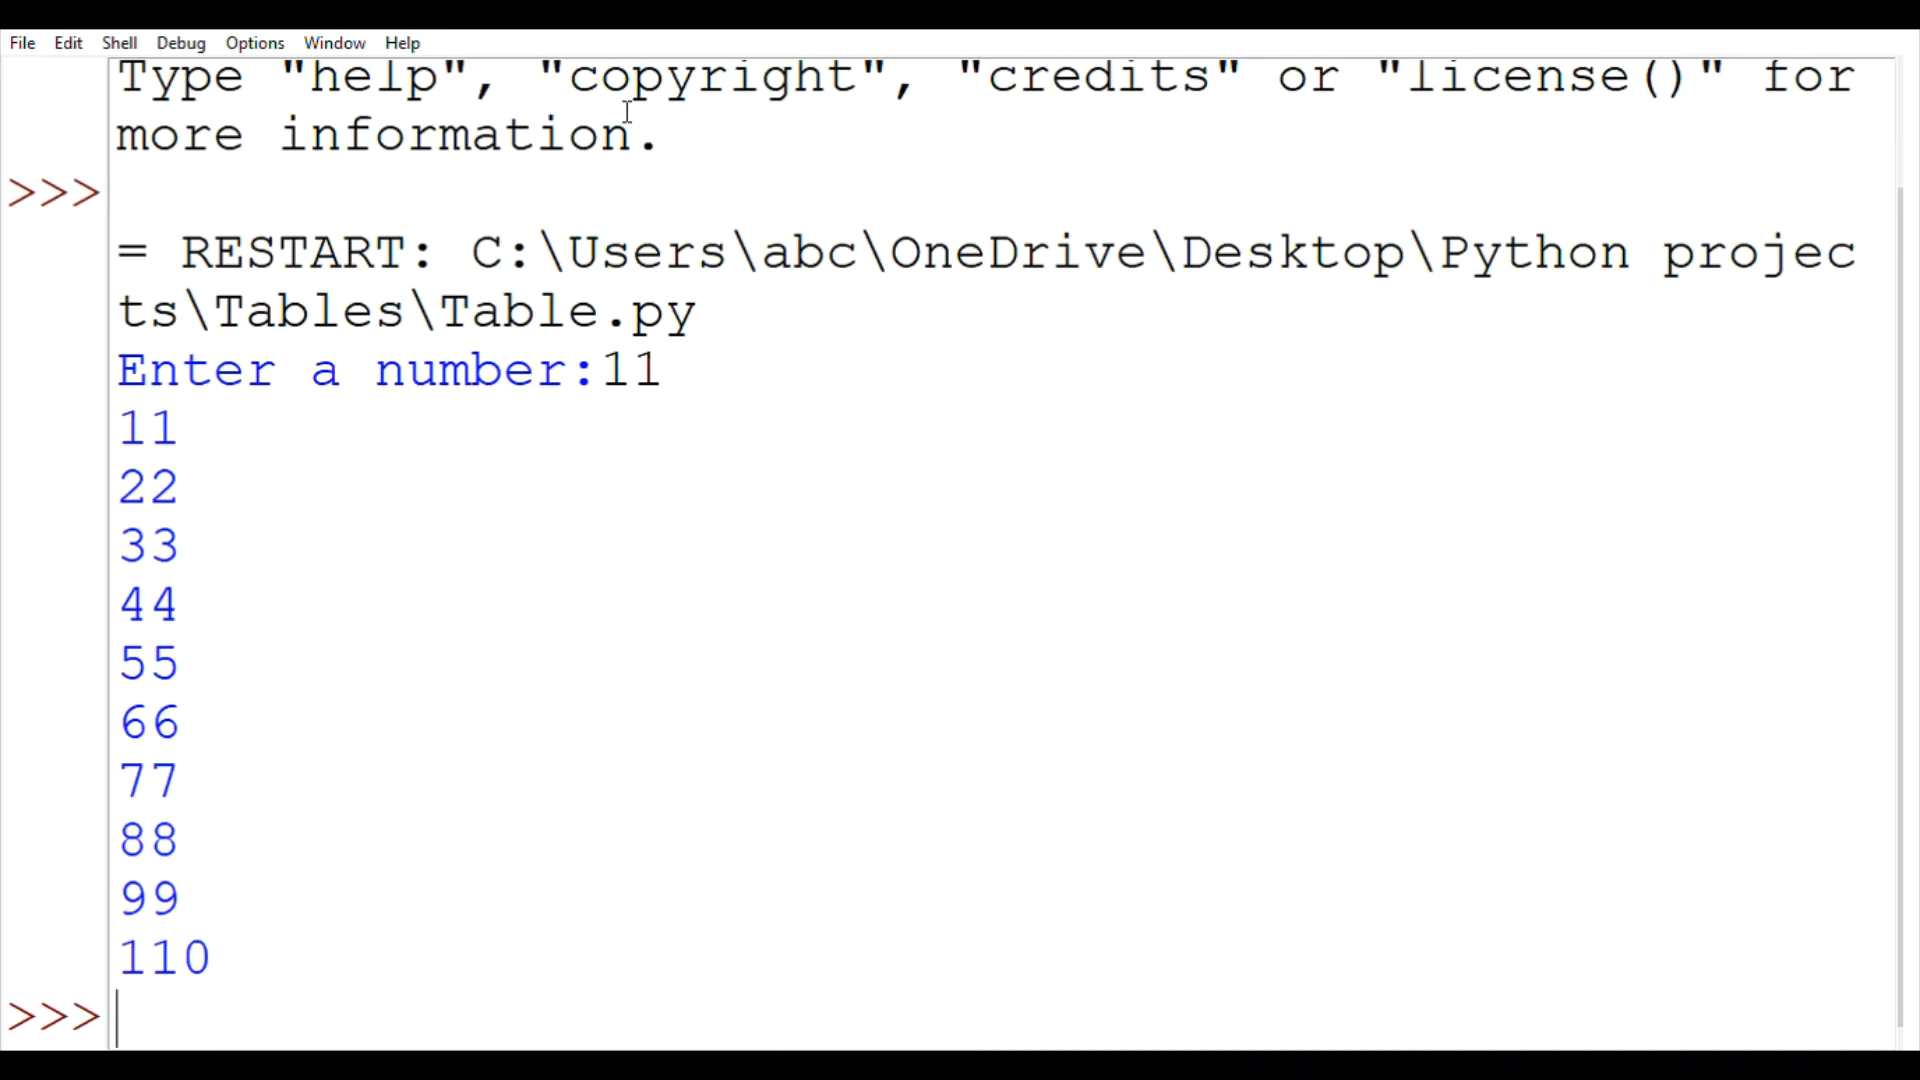 File Edit Shell Debug Options Window Help
Type "help", "copyright", "credits" or "license()" for
more information.
>>>
= RESTART: C:\Users\abc\OneDrive\Desktop\Python projec
ts\Tables\Table.py
Enter a number:11
11
22
33
44
55
66
77
88
99
110
>>>